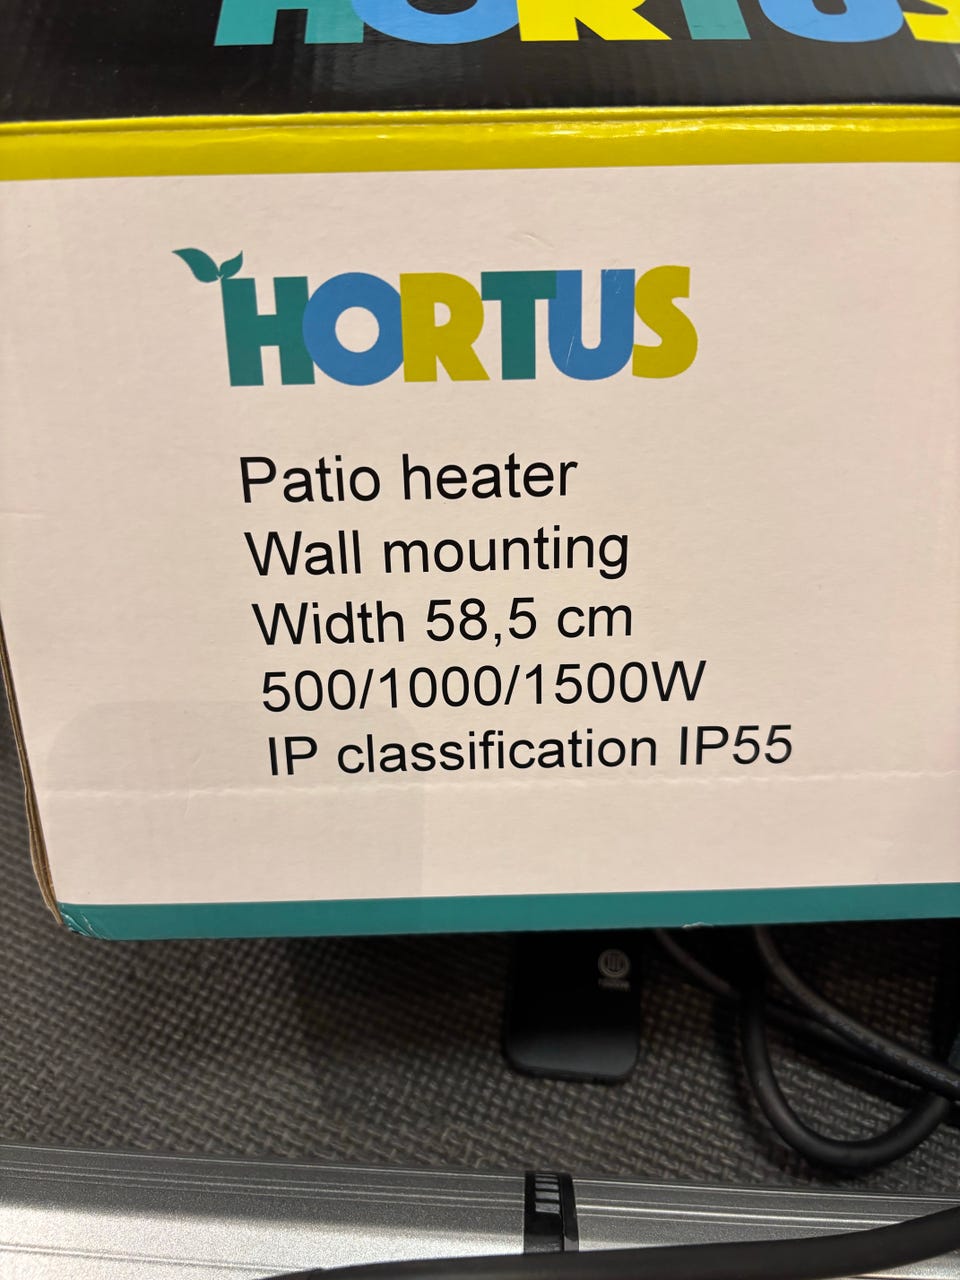 HORTUS
HORTUS
Patio heater
Wall mounting
Width 58,5 cm
500/1000/1500W
IP classification IP55